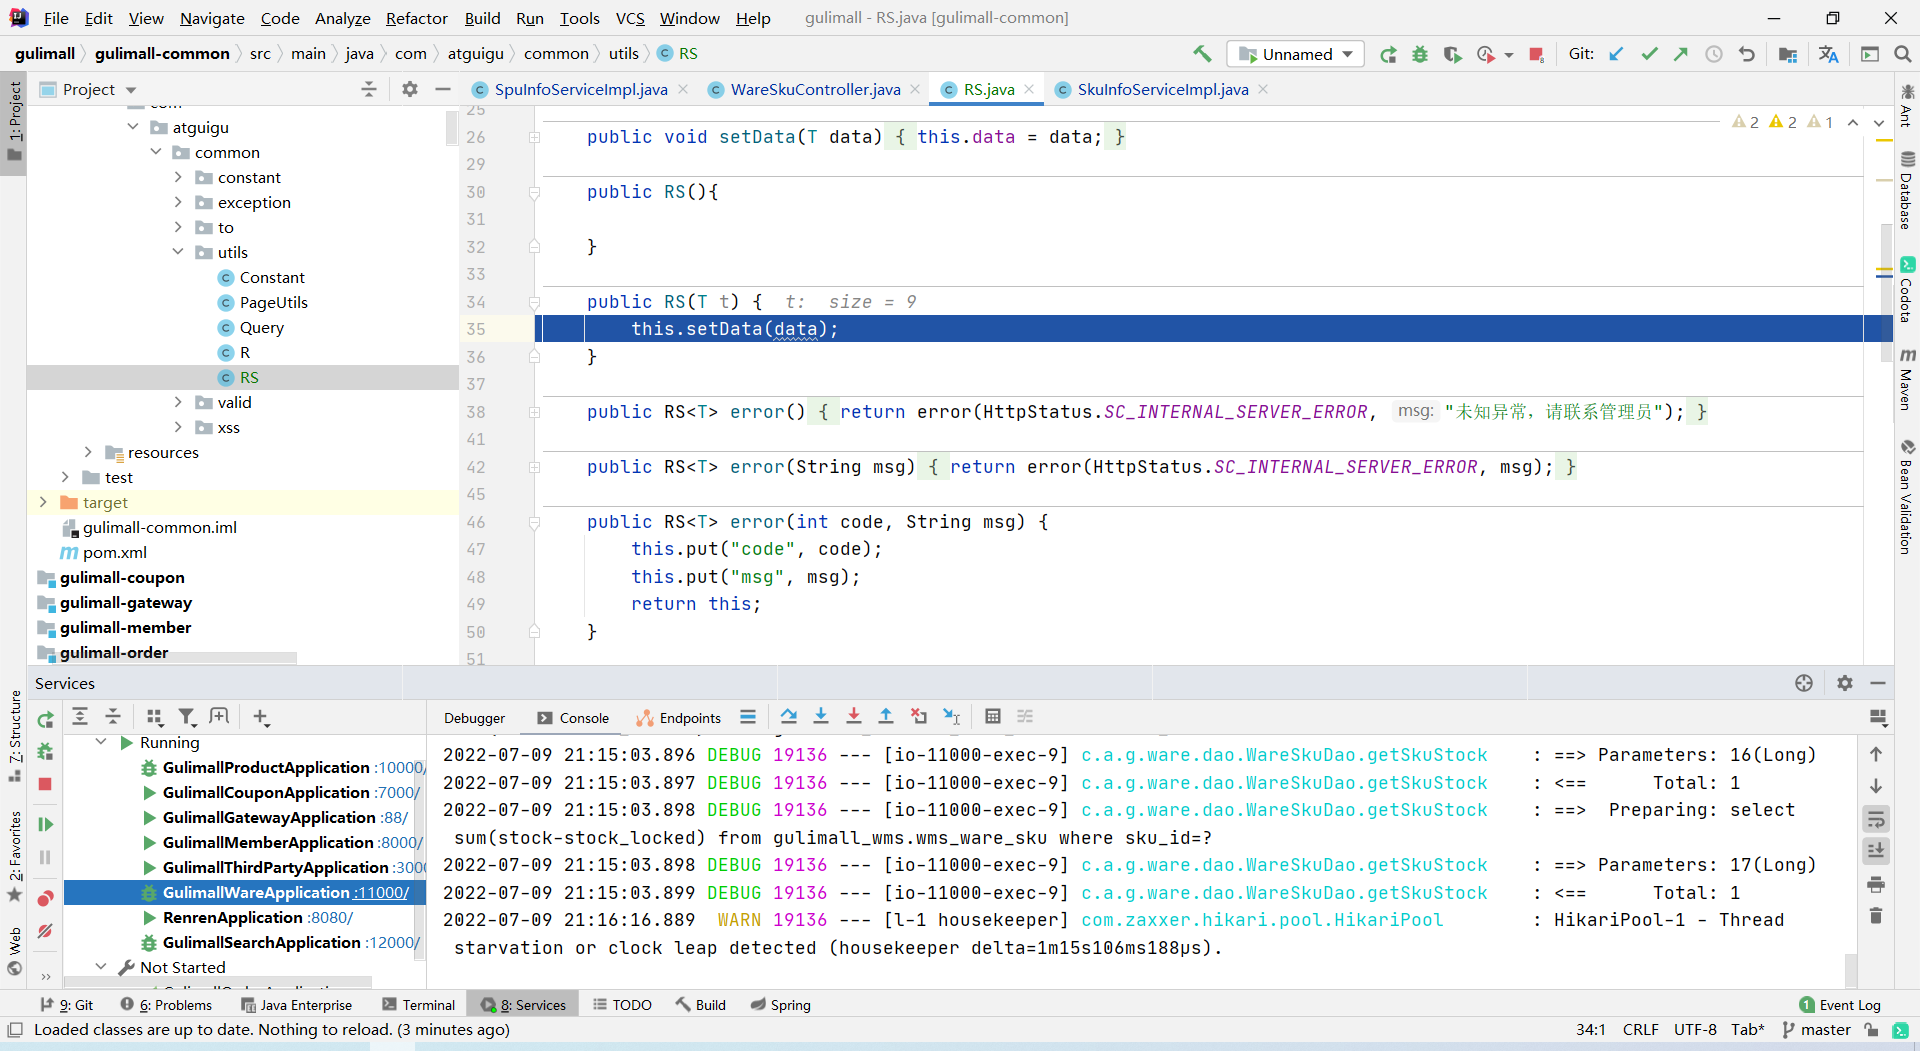 File Edit View Navigate Code Analyze Refactor Build Run Tools VCS Window Help gulimall - RS.java [gulimall-common]
gulimall gulimall-common src main java com atguigu common utils RS
Unnamed Git:
Project
SpuInfoServiceImpl.java WareSkuController.java RS.java SkuInfoServiceImpl.java
1: Project
atguigu
common
constant
exception
to
utils
Constant
PageUtils
Query
R
RS
valid
xss
resources
test
target
gulimall-common.iml
pom.xml
gulimall-coupon
gulimall-gateway
gulimall-member
gulimall-order
2 2 1
25
26 public void setData(T data) { this.data = data; }
29
30 public RS(){
31
32 }
33
34 public RS(T t) { t: size = 9
35 this.setData(data);
36 }
37
38 public RS<T> error() { return error(HttpStatus.SC_INTERNAL_SERVER_ERROR, msg: "未知异常，请联系管理员"); }
41
42 public RS<T> error(String msg) { return error(HttpStatus.SC_INTERNAL_SERVER_ERROR, msg); }
45
46 public RS<T> error(int code, String msg) {
47 this.put("code", code);
48 this.put("msg", msg);
49 return this;
50 }
51
Ant
Database
Codota
Maven
Bean Validation
Services
7: Structure
2: Favorites
Web
Running
GulimallProductApplication :10000/
GulimallCouponApplication :7000/
GulimallGatewayApplication :88/
GulimallMemberApplication :8000/
GulimallThirdPartyApplication :3000
GulimallWareApplication :11000/
RenrenApplication :8080/
GulimallSearchApplication :12000/
Not Started
Debugger Console Endpoints
2022-07-09 21:15:03.896 DEBUG 19136 --- [io-11000-exec-9] c.a.g.ware.dao.WareSkuDao.getSkuStock : ==> Parameters: 16(Long)
2022-07-09 21:15:03.897 DEBUG 19136 --- [io-11000-exec-9] c.a.g.ware.dao.WareSkuDao.getSkuStock : <== Total: 1
2022-07-09 21:15:03.898 DEBUG 19136 --- [io-11000-exec-9] c.a.g.ware.dao.WareSkuDao.getSkuStock : ==> Preparing: select
sum(stock-stock_locked) from gulimall_wms.wms_ware_sku where sku_id=?
2022-07-09 21:15:03.898 DEBUG 19136 --- [io-11000-exec-9] c.a.g.ware.dao.WareSkuDao.getSkuStock : ==> Parameters: 17(Long)
2022-07-09 21:15:03.899 DEBUG 19136 --- [io-11000-exec-9] c.a.g.ware.dao.WareSkuDao.getSkuStock : <== Total: 1
2022-07-09 21:16:16.889 WARN 19136 --- [l-1 housekeeper] com.zaxxer.hikari.pool.HikariPool : HikariPool-1 - Thread
starvation or clock leap detected (housekeeper delta=1m15s106ms188µs).
9: Git 6: Problems Java Enterprise Terminal 8: Services TODO Build Spring 1 Event Log
Loaded classes are up to date. Nothing to reload. (3 minutes ago) 34:1 CRLF UTF-8 Tab* master